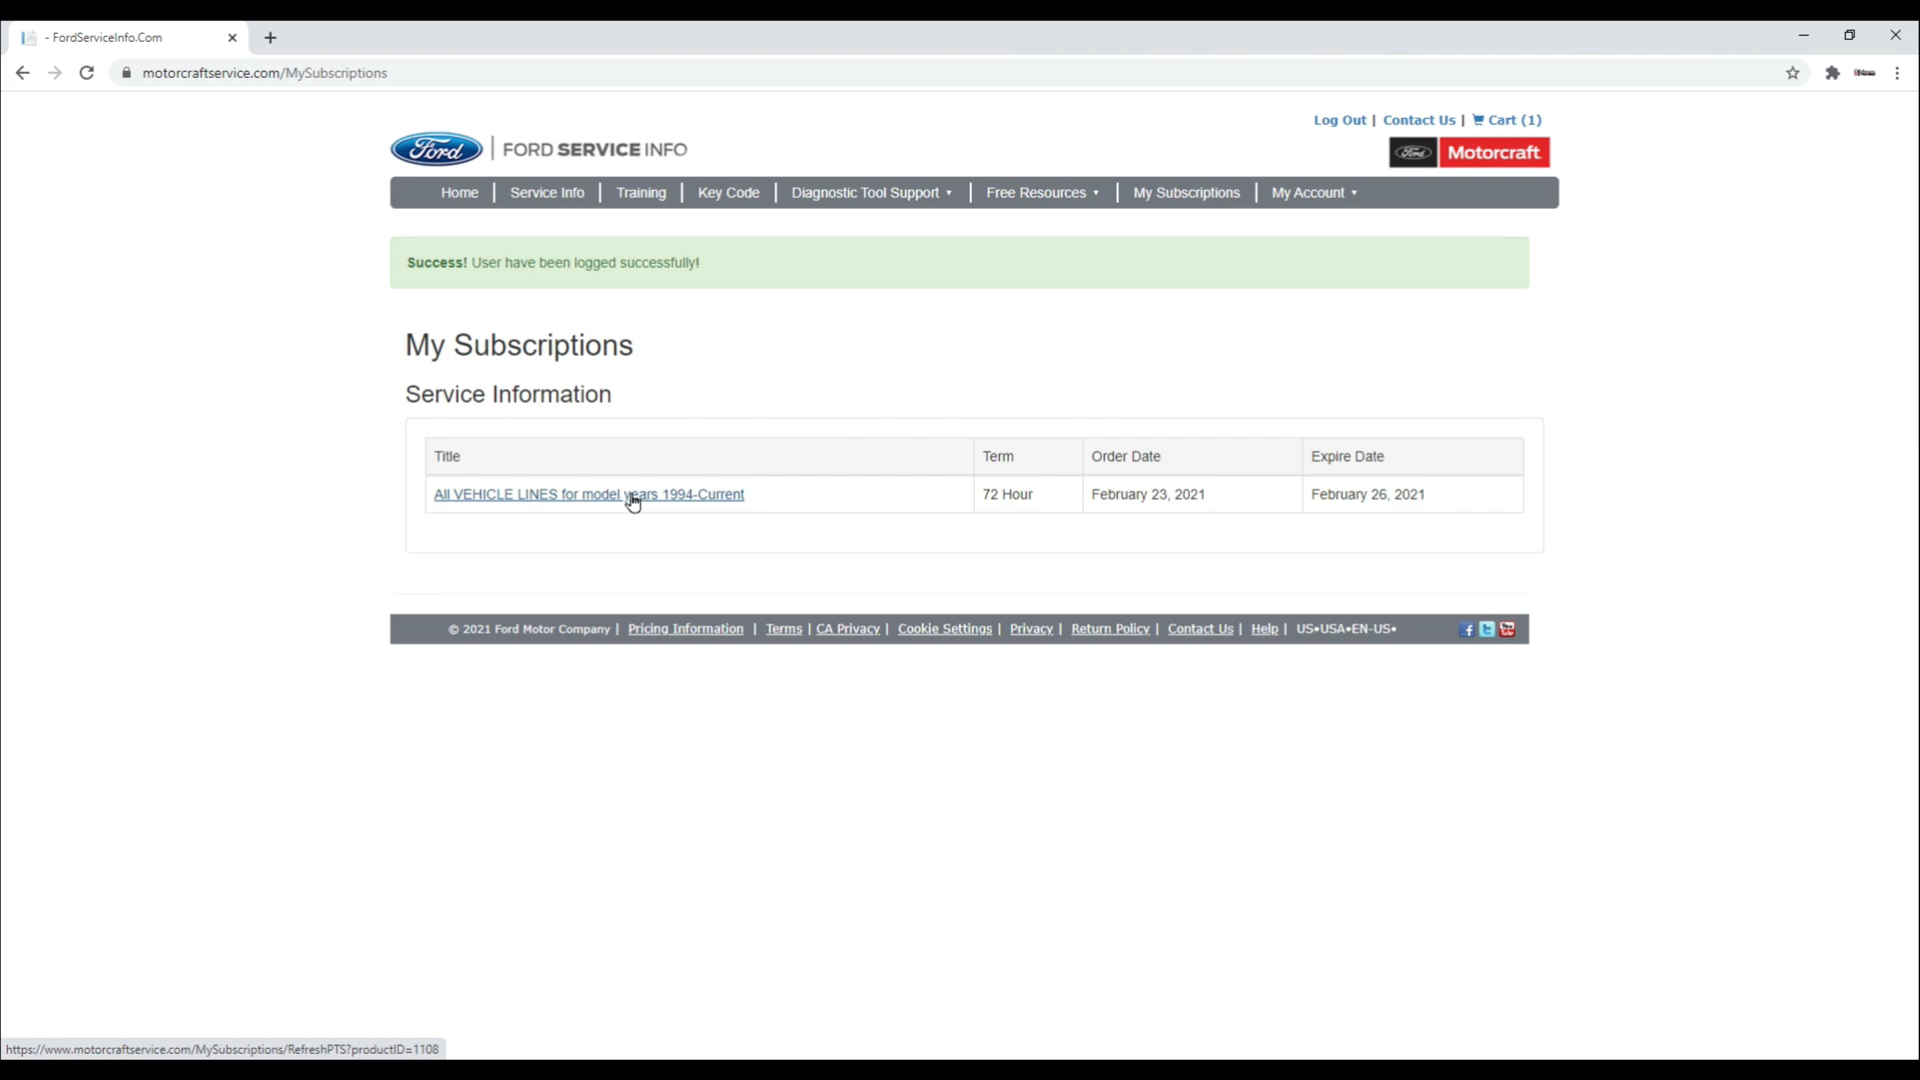 - FordServiceInfo.Com
motorcraftservice.com/MySubscriptions
Log Out | Contact Us | Cart (1)
Ford | FORD SERVICE INFO
Ford Motorcraft
Home | Service Info | Training | Key Code | Diagnostic Tool Support | Free Resources | My Subscriptions | My Account
Success! User have been logged successfully!
My Subscriptions
Service Information
Title Term Order Date Expire Date
All VEHICLE LINES for model years 1994-Current 72 Hour February 23, 2021 February 26, 2021
© 2021 Ford Motor Company | Pricing Information | Terms | CA Privacy | Cookie Settings | Privacy | Return Policy | Contact Us | Help | US•USA•EN-US•
https://www.motorcraftservice.com/MySubscriptions/RefreshPTS?productID=1108